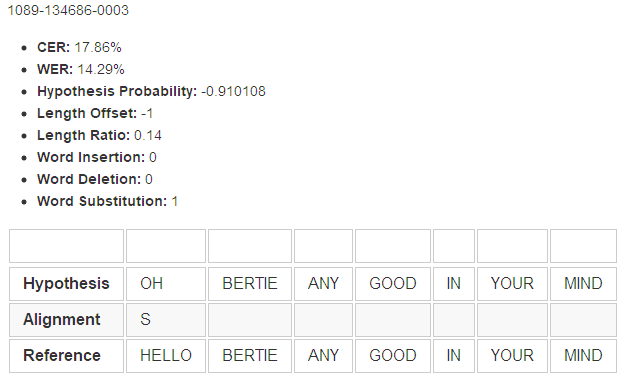 1089-134686-0003
• CER: 17.86%
• WER: 14.29%
• Hypothesis Probability: -0.910108
• Length Offset: -1
• Length Ratio: 0.14
• Word Insertion: 0
• Word Deletion: 0
• Word Substitution: 1
Hypothesis OH BERTIE ANY GOOD IN YOUR MIND
Alignment S
Reference HELLO BERTIE ANY GOOD IN YOUR MIND